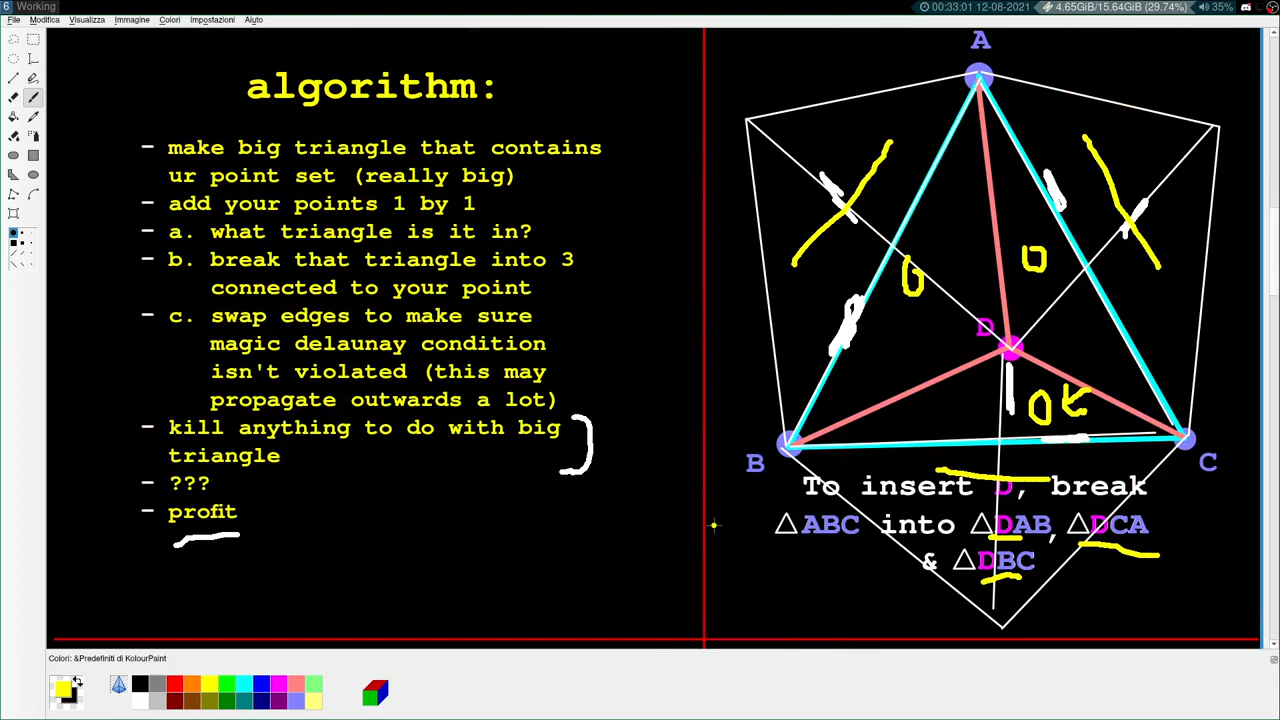 6 Working
00:33:01 12-08-2021 4.65GiB/15.64GiB (29.74%) 35%
File Modifica Visualizza Immagine Colori Impostazioni Aiuto
algorithm:
- make big triangle that contains
ur point set (really big)
- add your points 1 by 1
- a. what triangle is it in?
- b. break that triangle into 3
connected to your point
- c. swap edges to make sure
magic delaunay condition
isn't violated (this may
propagate outwards a lot)
- kill anything to do with big
triangle
- ???
- profit
A
D
B
C
To insert D, break
△ABC into △DAB, △DCA
& △DBC
Colori: &Predefiniti di KolourPaint